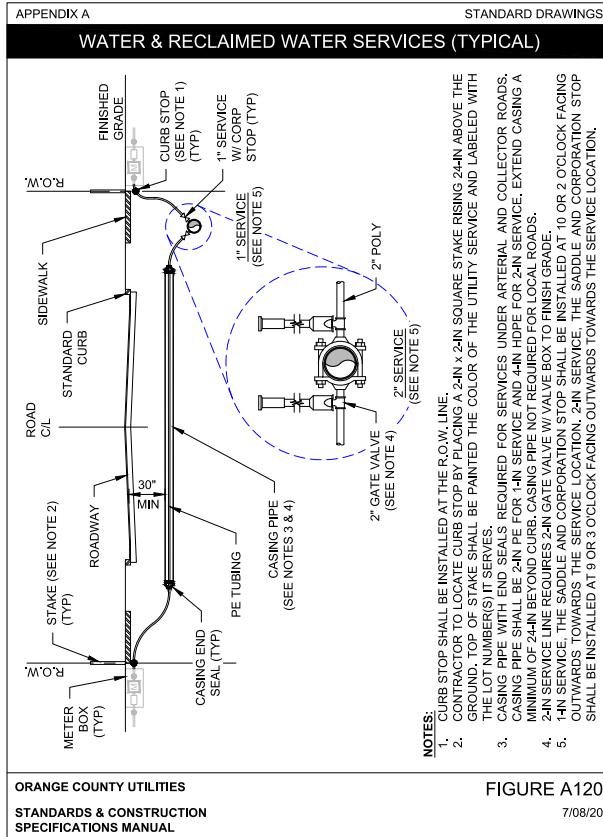 APPENDIX A
STANDARD DRAWINGS
WATER & RECLAIMED WATER SERVICES (TYPICAL)
R.O.W.
FINISHED
GRADE
CURB STOP
(SEE NOTE 1)
(TYP)
1" SERVICE
W/ CORP
STOP (TYP)
1" SERVICE
(SEE NOTE 5)
SIDEWALK
STANDARD
CURB
ROAD
C/L
ROADWAY
30"
MIN
STAKE (SEE NOTE 2)
(TYP)
R.O.W.
METER
BOX
(TYP)
CASING END
SEAL (TYP)
PE TUBING
CASING PIPE
(SEE NOTES 3 & 4)
2" POLY
2" SERVICE
(SEE NOTE 5)
2" GATE VALVE
(SEE NOTE 4)
M
M
NOTES:
1. CURB STOP SHALL BE INSTALLED AT THE R.O.W. LINE.
2. CONTRACTOR TO LOCATE CURB STOP BY PLACING A 2-IN x 2-IN SQUARE STAKE RISING 24-IN ABOVE THE
GROUND. TOP OF STAKE SHALL BE PAINTED THE COLOR OF THE UTILITY SERVICE AND LABELED WITH
THE LOT NUMBER(S) IT SERVES.
3. CASING PIPE WITH END SEALS REQUIRED FOR SERVICES UNDER ARTERIAL AND COLLECTOR ROADS.
CASING PIPE SHALL BE 2-IN PE FOR 1-IN SERVICE AND 4-IN HDPE FOR 2-IN SERVICE. EXTEND CASING A
MINIMUM OF 24-IN BEYOND CURB. CASING PIPE NOT REQUIRED FOR LOCAL ROADS.
4. 2-IN SERVICE LINE REQUIRES 2-IN GATE VALVE W/ VALVE BOX TO FINISH GRADE.
5. 1-IN SERVICE, THE SADDLE AND CORPORATION STOP SHALL BE INSTALLED AT 10 OR 2 O'CLOCK FACING
OUTWARDS TOWARDS THE SERVICE LOCATION. 2-IN SERVICE, THE SADDLE AND CORPORATION STOP
SHALL BE INSTALLED AT 9 OR 3 O'CLOCK FACING OUTWARDS TOWARDS THE SERVICE LOCATION.
ORANGE COUNTY UTILITIES
STANDARDS & CONSTRUCTION
SPECIFICATIONS MANUAL
FIGURE A120
7/08/20